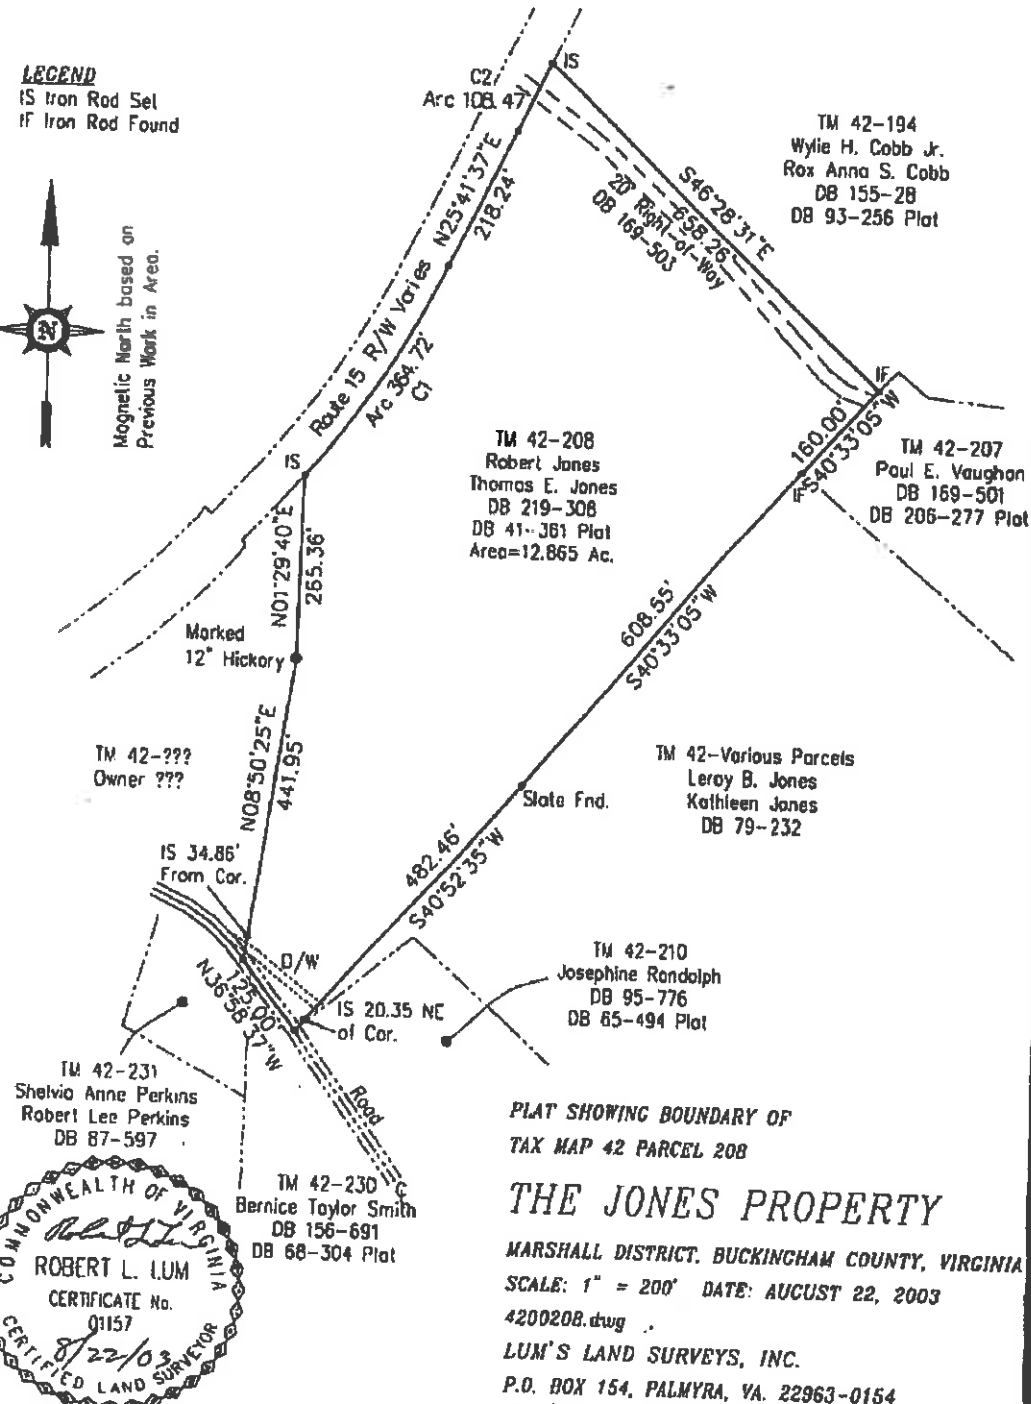 LEGEND
IS Iron Rod Set
IF Iron Rod Found
Magnetic North based on
Previous Work in Area.
N
C2
Arc 108.47'
IS
N25°41'37"E
218.24'
S46°28'31"E
658.26'
20' Right-of-Way
DB 169-503
TM 42-194
Wylie H. Cobb Jr.
Rox Anna S. Cobb
DB 155-28
DB 93-256 Plat
Route 15 R/W Varies
Arc 364.72'
C1
IS
IF
160.00'
S40°33'05"W
IF
TM 42-207
Paul E. Vaughan
DB 169-501
DB 206-277 Plat
TM 42-208
Robert Jones
Thomas E. Jones
DB 219-308
DB 41-361 Plat
Area=12.865 Ac.
N01°29'40"E
265.36'
Marked
12" Hickory
608.55'
S40°33'05"W
N08°50'25"E
441.95'
TM 42-???
Owner ???
Slate Fnd.
TM 42-Various Parcels
Leroy B. Jones
Kathleen Jones
DB 79-232
IS 34.86'
From Cor.
482.46'
S40°52'35"W
D/W
125.00'
N36°58'37"W
IS 20.35 NE
of Cor.
TM 42-210
Josephine Randolph
DB 95-776
DB 65-494 Plat
TM 42-231
Shelvia Anne Perkins
Robert Lee Perkins
DB 87-597
Road
TM 42-230
Bernice Taylor Smith
DB 156-691
DB 68-304 Plat
COMMONWEALTH OF VIRGINIA
ROBERT L. LUM
CERTIFICATE No.
01157
8/22/03
CERTIFIED LAND SURVEYOR
PLAT SHOWING BOUNDARY OF
TAX MAP 42 PARCEL 208
THE JONES PROPERTY
MARSHALL DISTRICT, BUCKINGHAM COUNTY, VIRGINIA
SCALE: 1" = 200' DATE: AUGUST 22, 2003
4200208.dwg
LUM'S LAND SURVEYS, INC.
P.O. BOX 154, PALMYRA, VA. 22963-0154